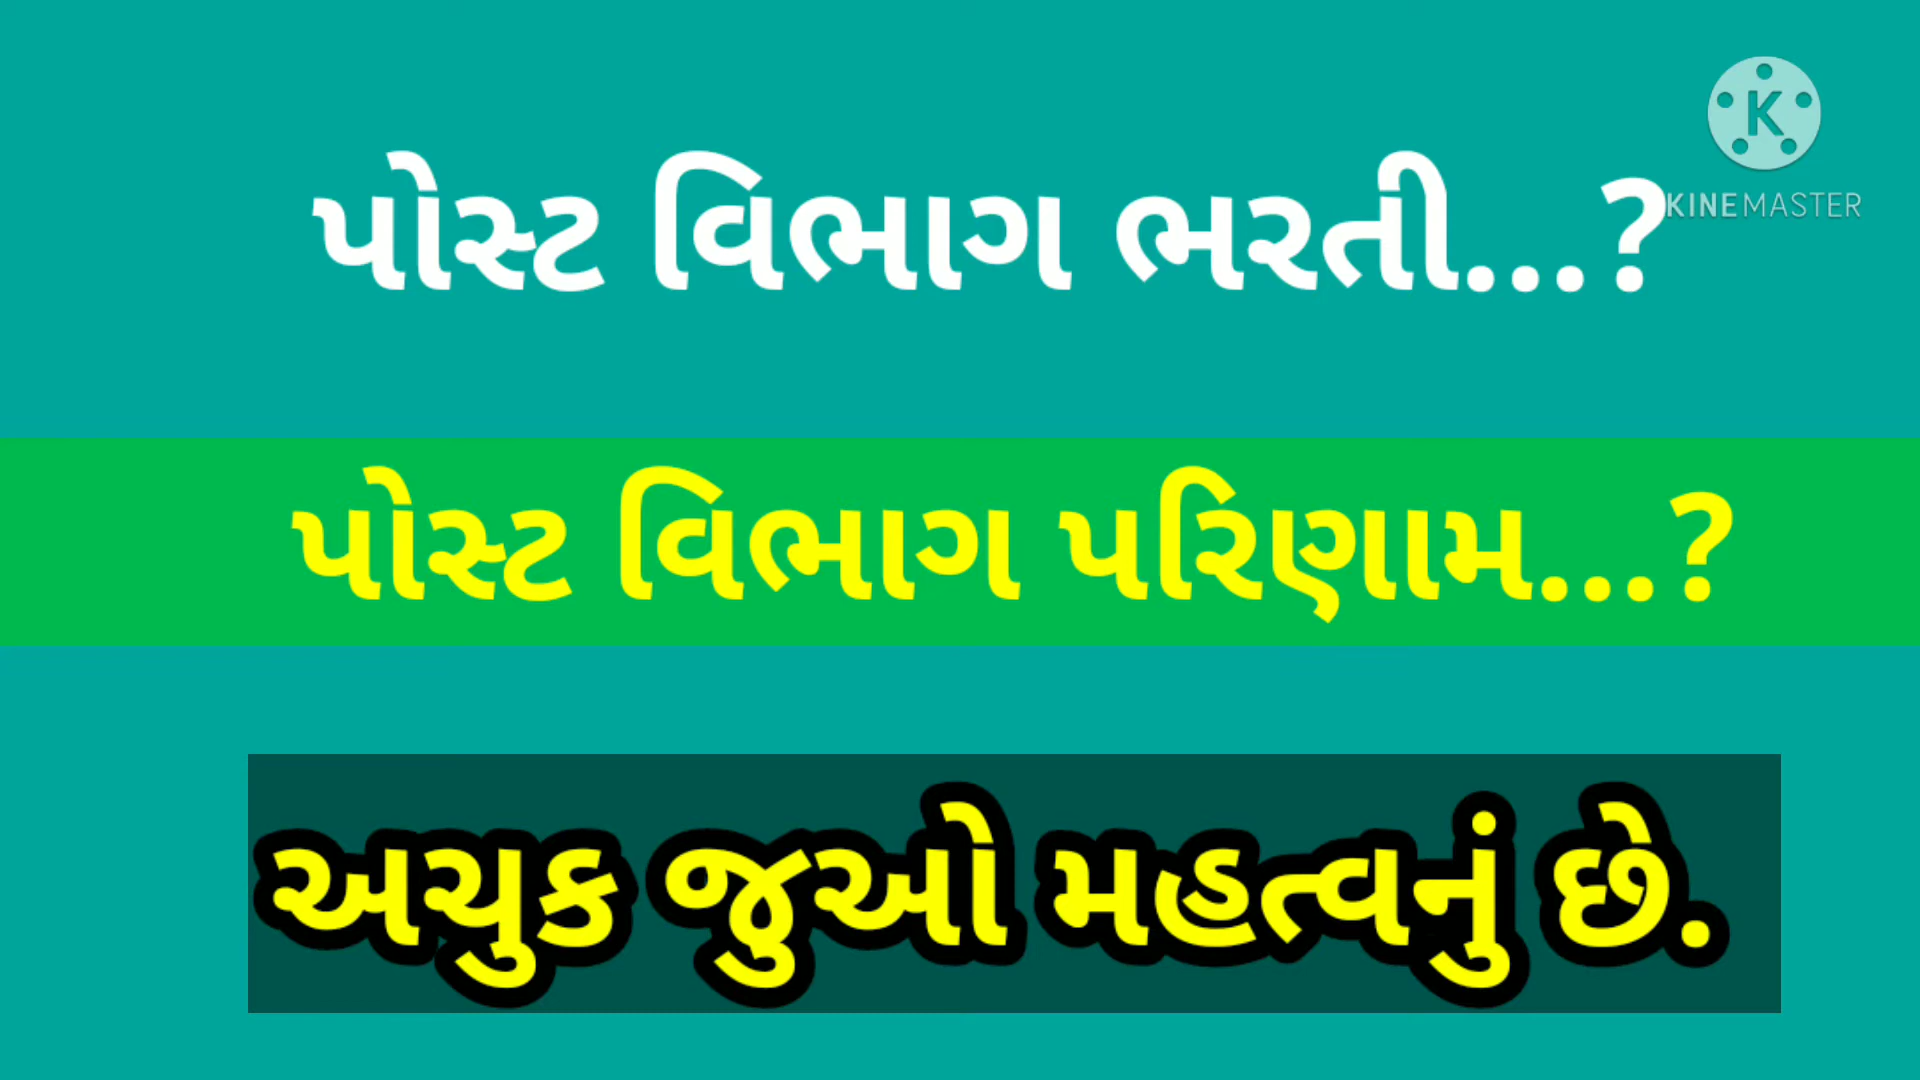 પોસ્ટ વિભાગ ભરતી...?
KINEMASTER
પોસ્ટ વિભાગ પરિણામ...?
અચુક જુઓ મહત્વનું છે.